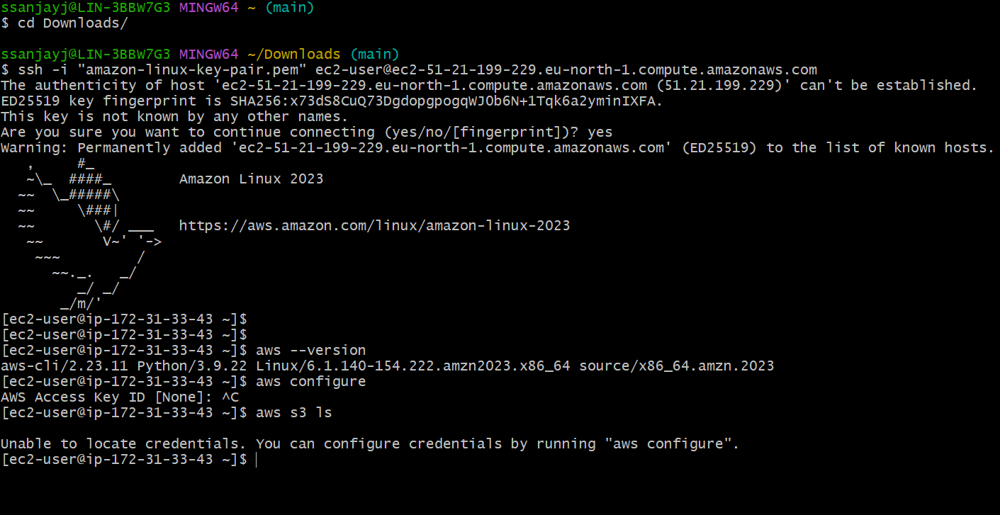 ssanjayj@LIN-3BBW7G3 MINGW64 ~ (main)
$ cd Downloads/

ssanjayj@LIN-3BBW7G3 MINGW64 ~/Downloads (main)
$ ssh -i "amazon-linux-key-pair.pem" ec2-user@ec2-51-21-199-229.eu-north-1.compute.amazonaws.com
The authenticity of host 'ec2-51-21-199-229.eu-north-1.compute.amazonaws.com (51.21.199.229)' can't be established.
ED25519 key fingerprint is SHA256:x73dS8CuQ73DgdopgpogqWJ0b6N+1Tqk6a2yminIXFA.
This key is not known by any other names.
Are you sure you want to continue connecting (yes/no/[fingerprint])? yes
Warning: Permanently added 'ec2-51-21-199-229.eu-north-1.compute.amazonaws.com' (ED25519) to the list of known hosts.
   ,     #_
   ~\_  ####_        Amazon Linux 2023
  ~~  \_#####\
  ~~     \###|
  ~~       \#/ ___   https://aws.amazon.com/linux/amazon-linux-2023
   ~~       V~' '->
    ~~~         /
      ~~._.   _/
         _/ _/
       _/m/'
[ec2-user@ip-172-31-33-43 ~]$
[ec2-user@ip-172-31-33-43 ~]$
[ec2-user@ip-172-31-33-43 ~]$ aws --version
aws-cli/2.23.11 Python/3.9.22 Linux/6.1.140-154.222.amzn2023.x86_64 source/x86_64.amzn.2023
[ec2-user@ip-172-31-33-43 ~]$ aws configure
AWS Access Key ID [None]: ^C
[ec2-user@ip-172-31-33-43 ~]$ aws s3 ls

Unable to locate credentials. You can configure credentials by running "aws configure".
[ec2-user@ip-172-31-33-43 ~]$